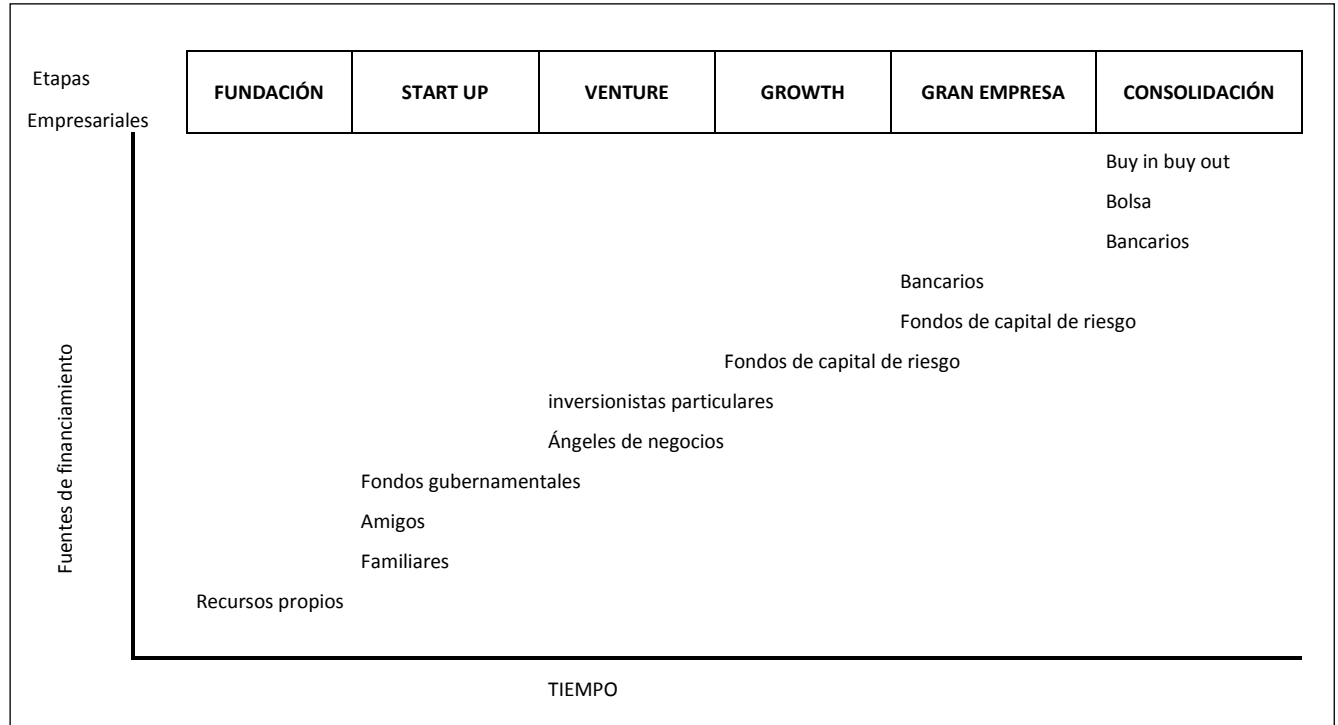 Etapas
Empresariales
FUNDACIÓN
START UP
VENTURE
GROWTH
GRAN EMPRESA
CONSOLIDACIÓN
Buy in buy out
Bolsa
Bancarios
Bancarios
Fondos de capital de riesgo
Fondos de capital de riesgo
inversionistas particulares
Ángeles de negocios
Fondos gubernamentales
Amigos
Familiares
Recursos propios
Fuentes de financiamiento
TIEMPO